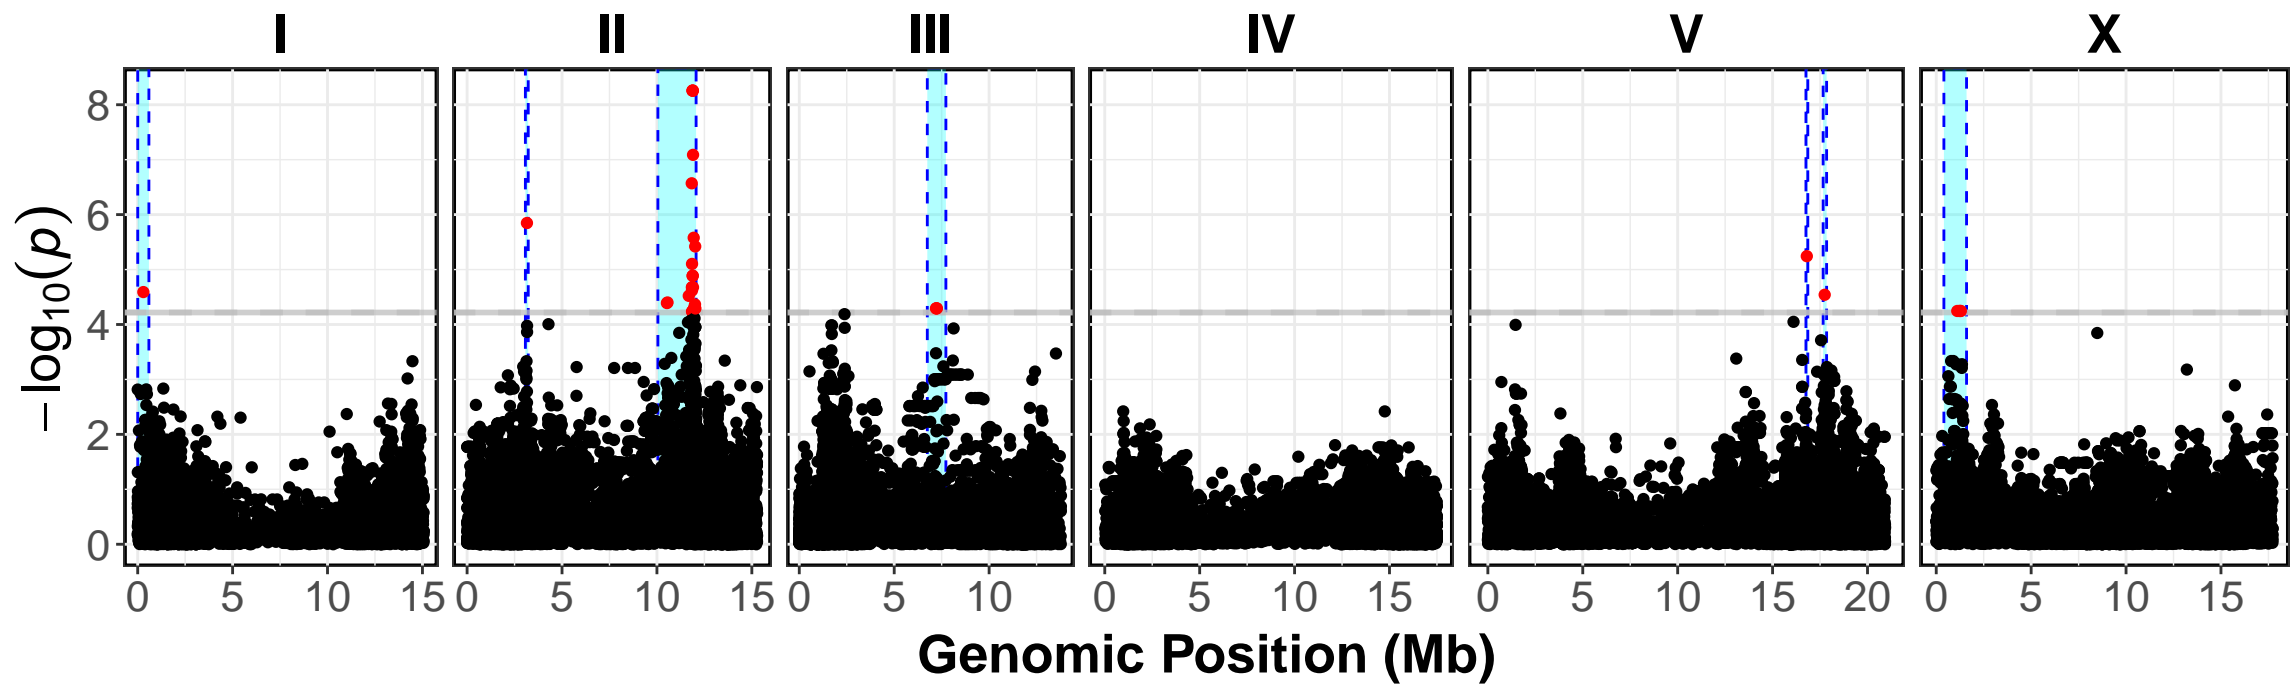 I II III IV V X
8
6
4
2
0
−log10(p)
0 5 10 15 0 5 10 15 0 5 10 0 5 10 15 0 5 10 15 20 0 5 10 15
Genomic Position (Mb)